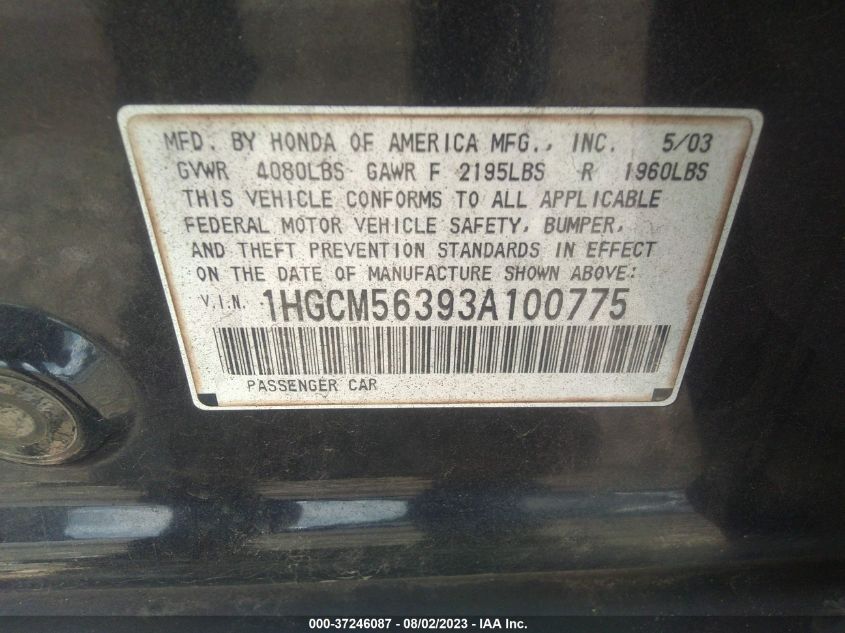 MFD. BY HONDA OF AMERICA MFG., INC. 5/03
GVWR 4080LBS GAWR F 2195LBS R 1960LBS
THIS VEHICLE CONFORMS TO ALL APPLICABLE
FEDERAL MOTOR VEHICLE SAFETY, BUMPER,
AND THEFT PREVENTION STANDARDS IN EFFECT
ON THE DATE OF MANUFACTURE SHOWN ABOVE:
V.I.N. 1HGCM56393A100775
PASSENGER CAR
000-37246087 - 08/02/2023 - IAA Inc.